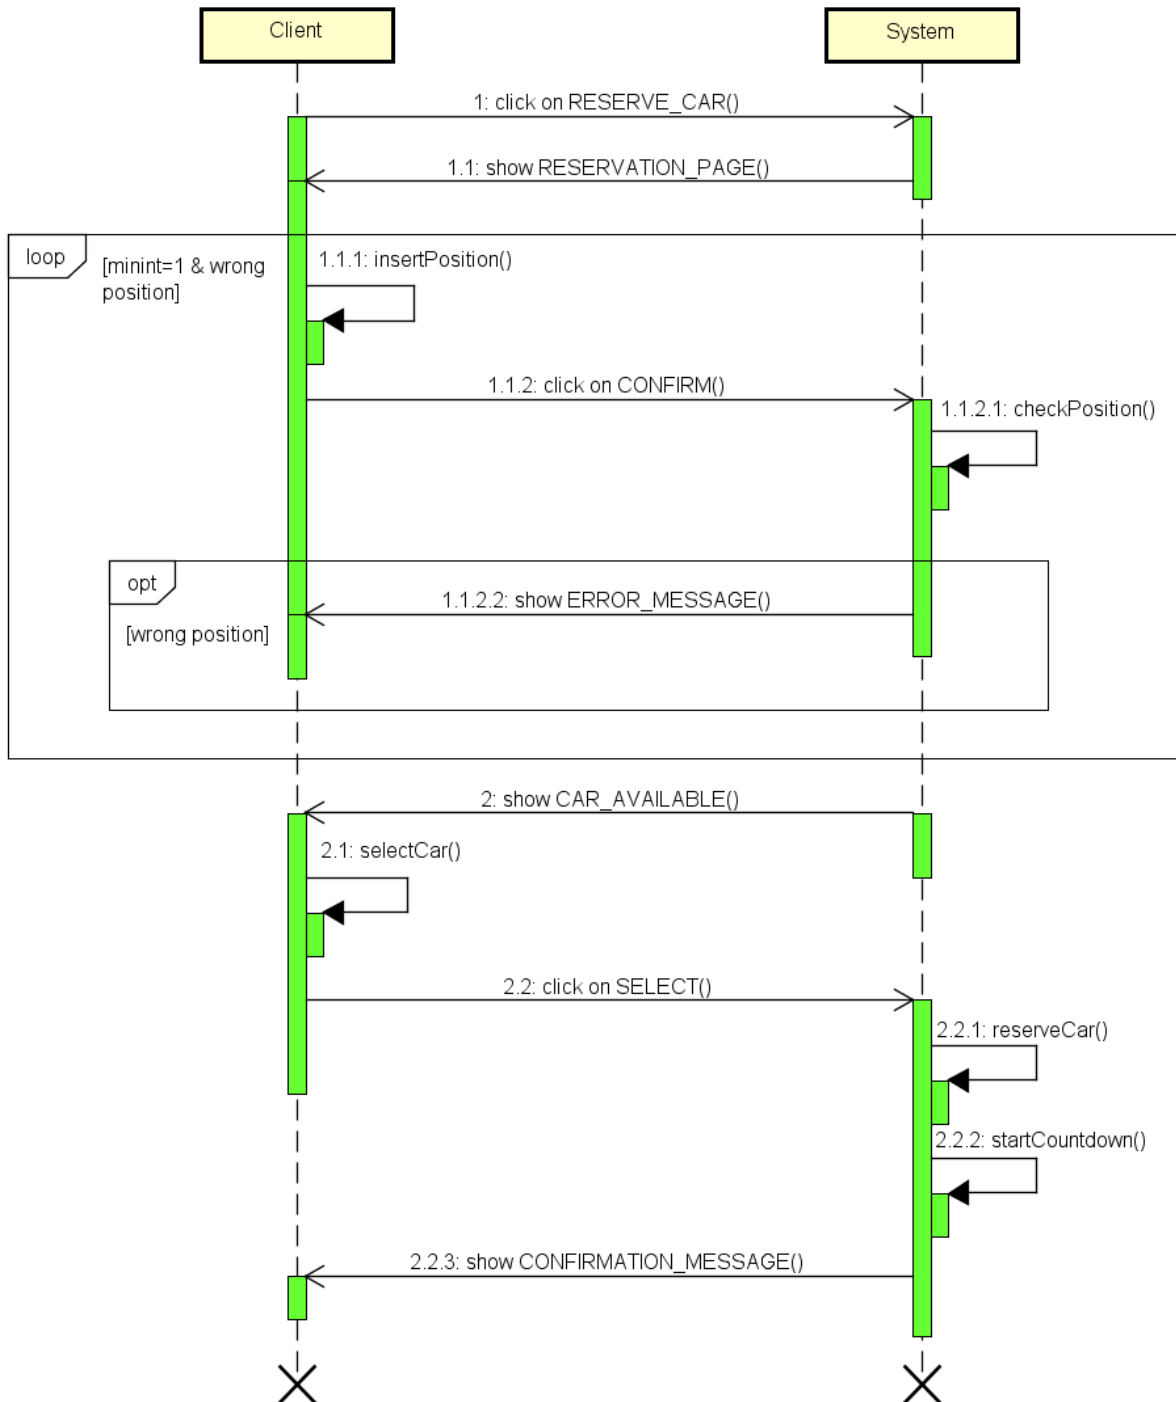 Client
System
1: click on RESERVE_CAR()
1.1: show RESERVATION_PAGE()
loop
[minint=1 & wrong
position]
1.1.1: insertPosition()
1.1.2: click on CONFIRM()
1.1.2.1: checkPosition()
opt
[wrong position]
1.1.2.2: show ERROR_MESSAGE()
2: show CAR_AVAILABLE()
2.1: selectCar()
2.2: click on SELECT()
2.2.1: reserveCar()
2.2.2: startCountdown()
2.2.3: show CONFIRMATION_MESSAGE()